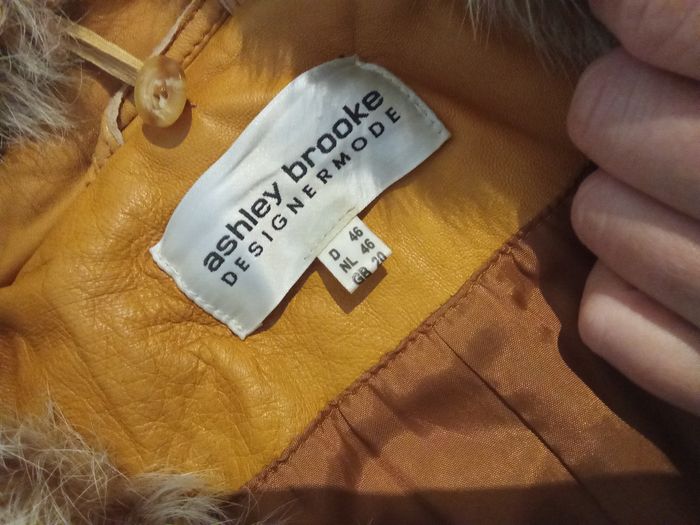 ashley brooke
DESIGNERMODE
D 46
NL 46
GB 20